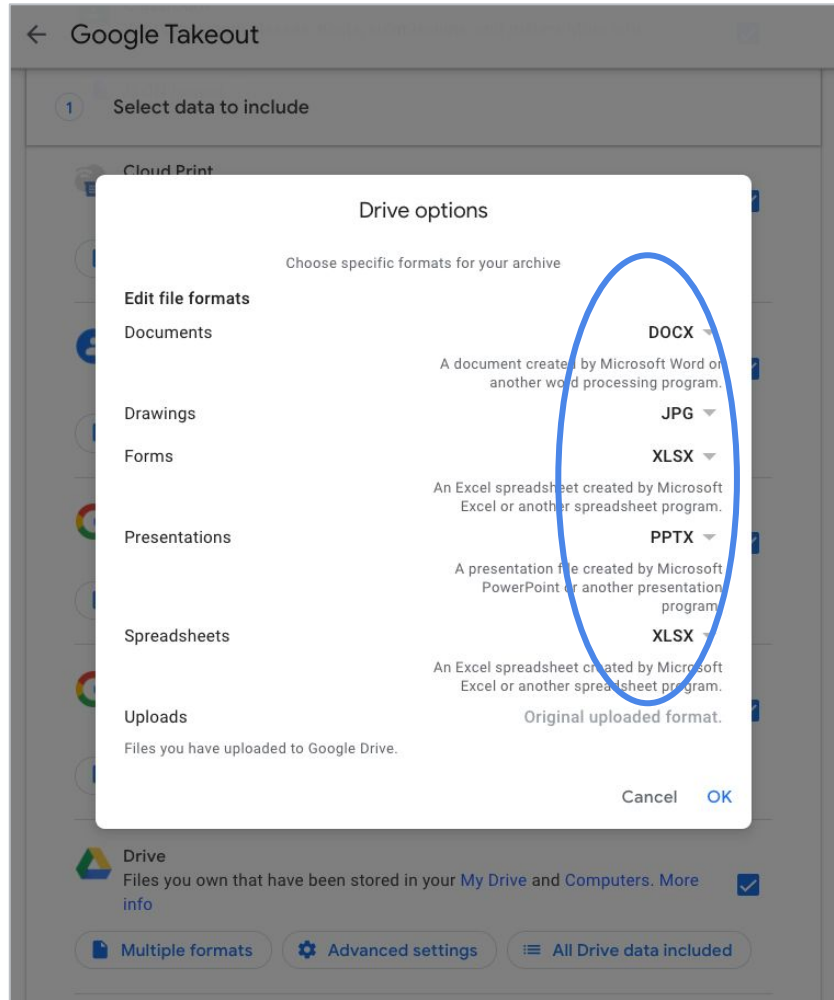 Google Takeout
1 Select data to include
Cloud Print
Drive options
Choose specific formats for your archive
Edit file formats
Documents DOCX
A document created by Microsoft Word or
another word processing program.
Drawings JPG
Forms XLSX
An Excel spreadsheet created by Microsoft
Excel or another spreadsheet program.
Presentations PPTX
A presentation file created by Microsoft
PowerPoint or another presentation
program.
Spreadsheets XLSX
An Excel spreadsheet created by Microsoft
Excel or another spreadsheet program.
Uploads Original uploaded format.
Files you have uploaded to Google Drive.
Cancel OK
Drive
Files you own that have been stored in your My Drive and Computers. More
info
Multiple formats Advanced settings All Drive data included